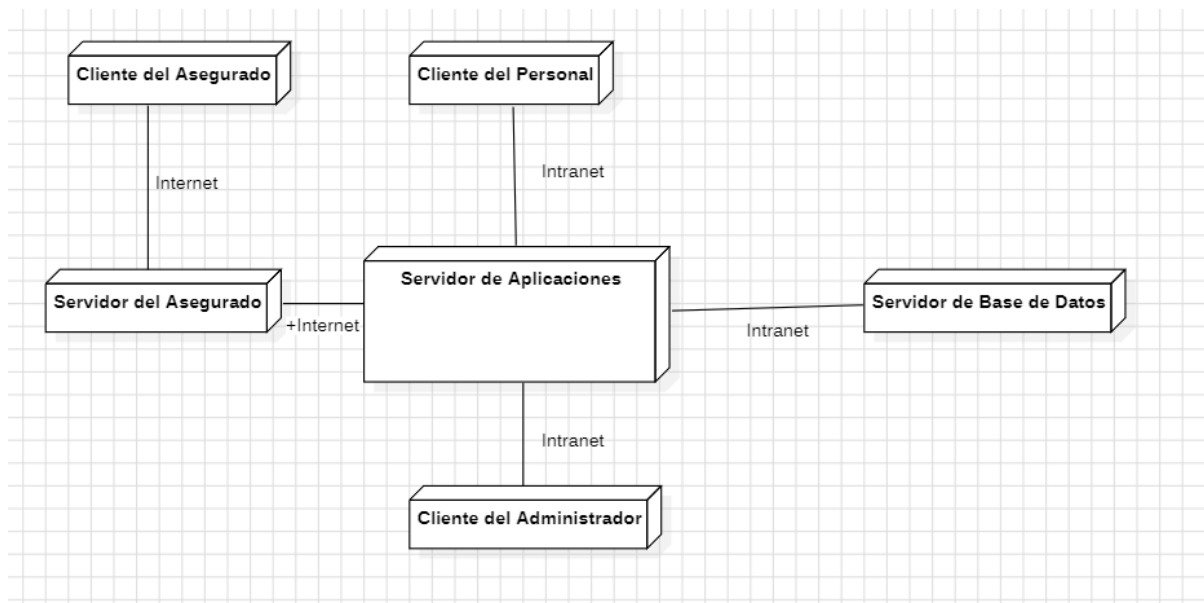 Cliente del Asegurado
Cliente del Personal
Internet
Intranet
Servidor del Asegurado
+Internet
Servidor de Aplicaciones
Intranet
Servidor de Base de Datos
Intranet
Cliente del Administrador